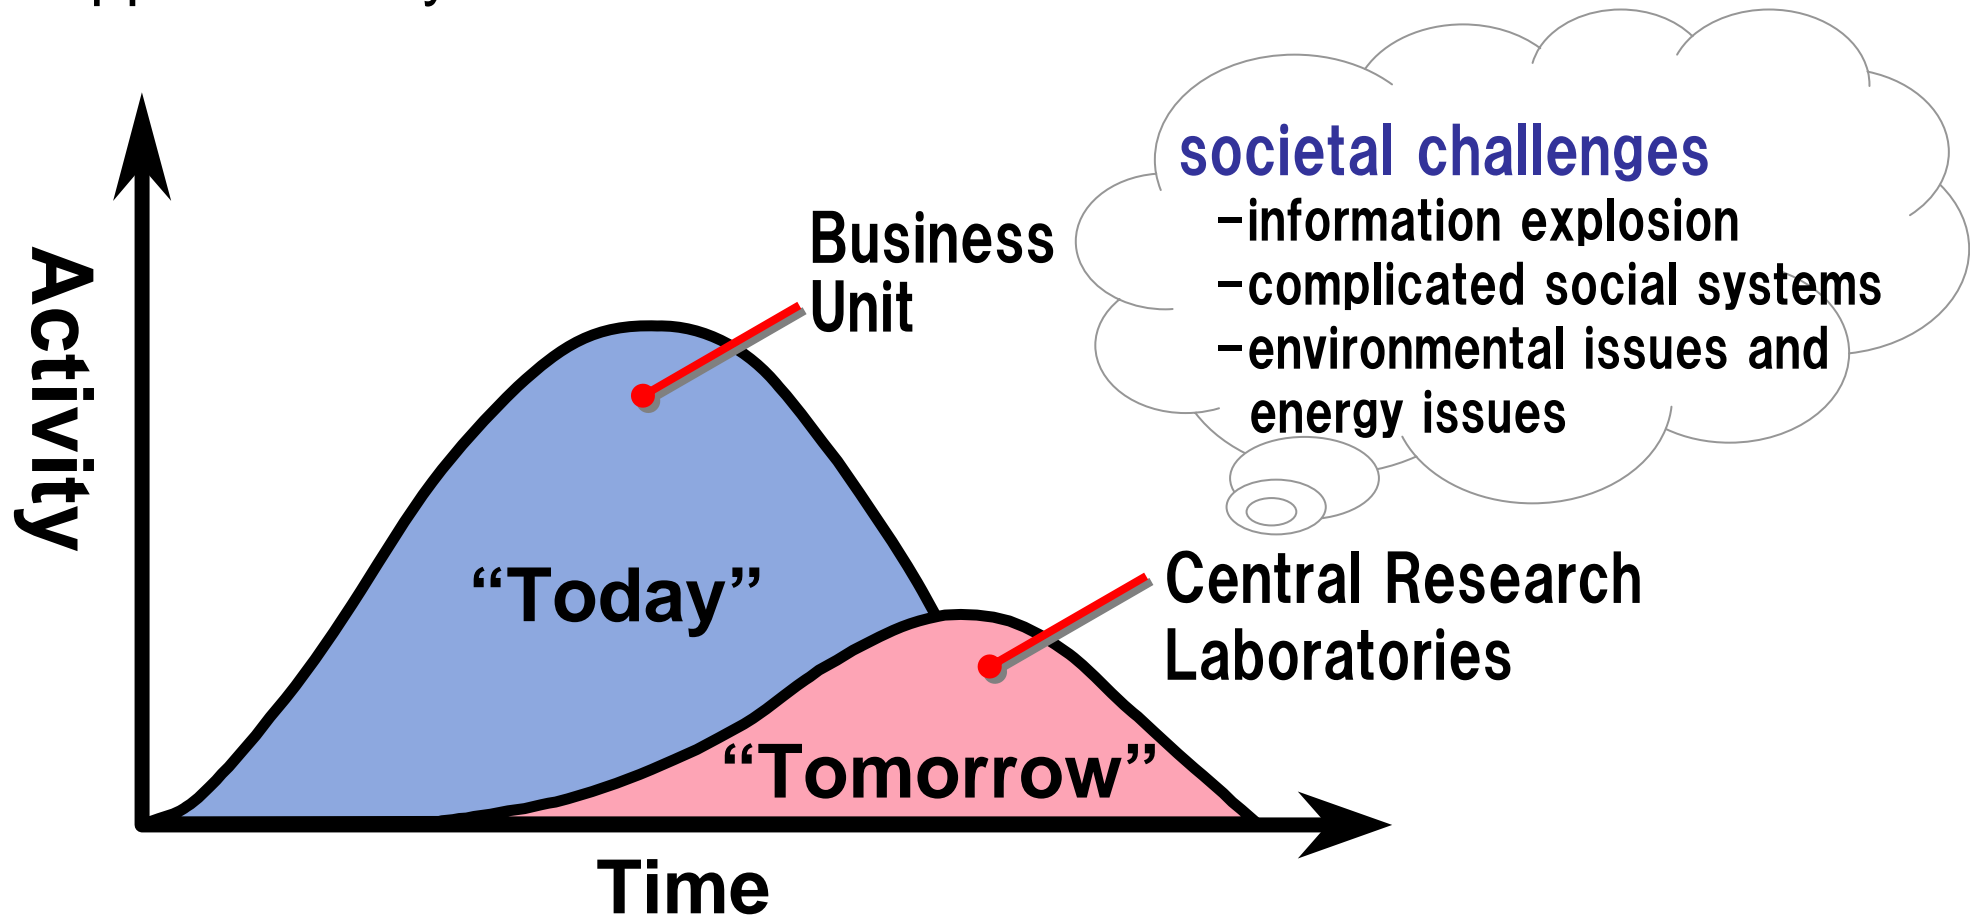 societal challenges
−information explosion
−complicated social systems
−environmental issues and
energy issues
Business
Unit
Activity
“Today”
Central Research
Laboratories
“Tomorrow”
Time